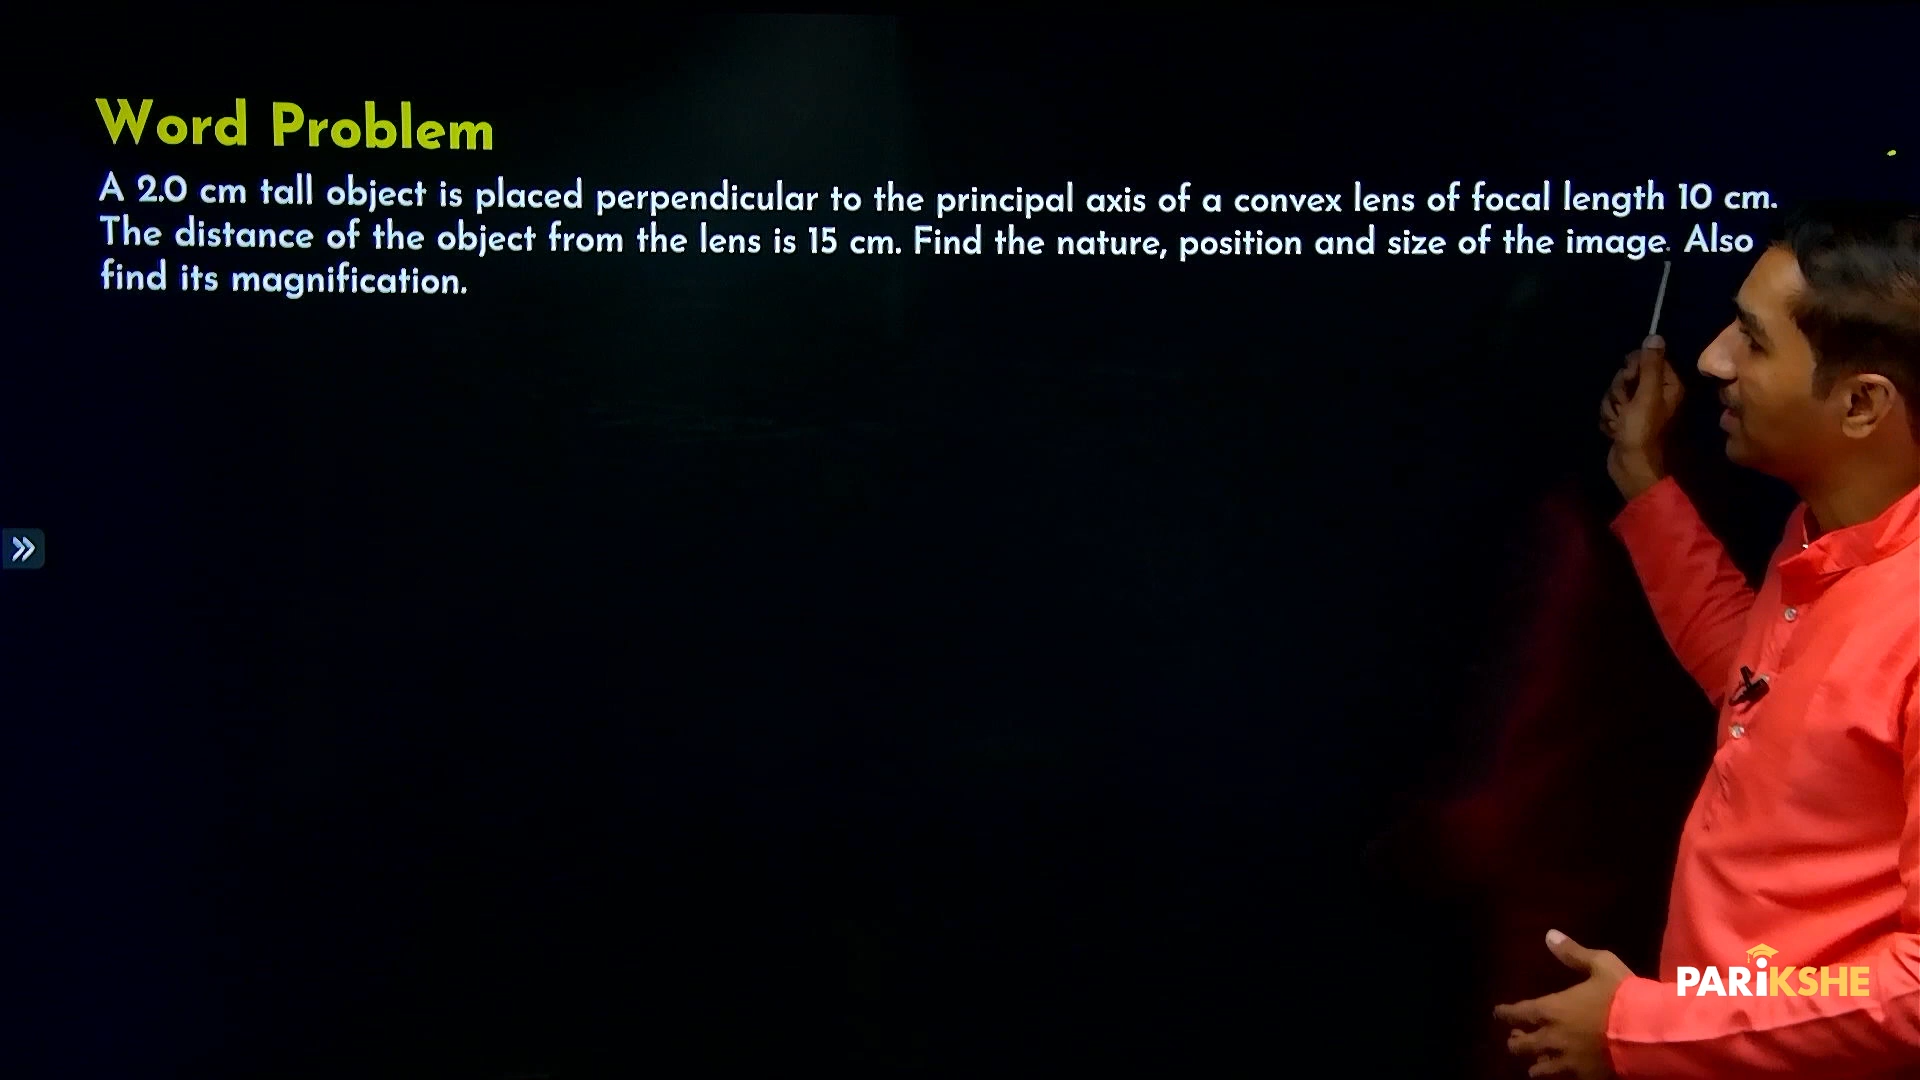 Word Problem
A 2.0 cm tall object is placed perpendicular to the principal axis of a convex lens of focal length 10 cm.
The distance of the object from the lens is 15 cm. Find the nature, position and size of the image. Also
find its magnification.
PARiKSHE